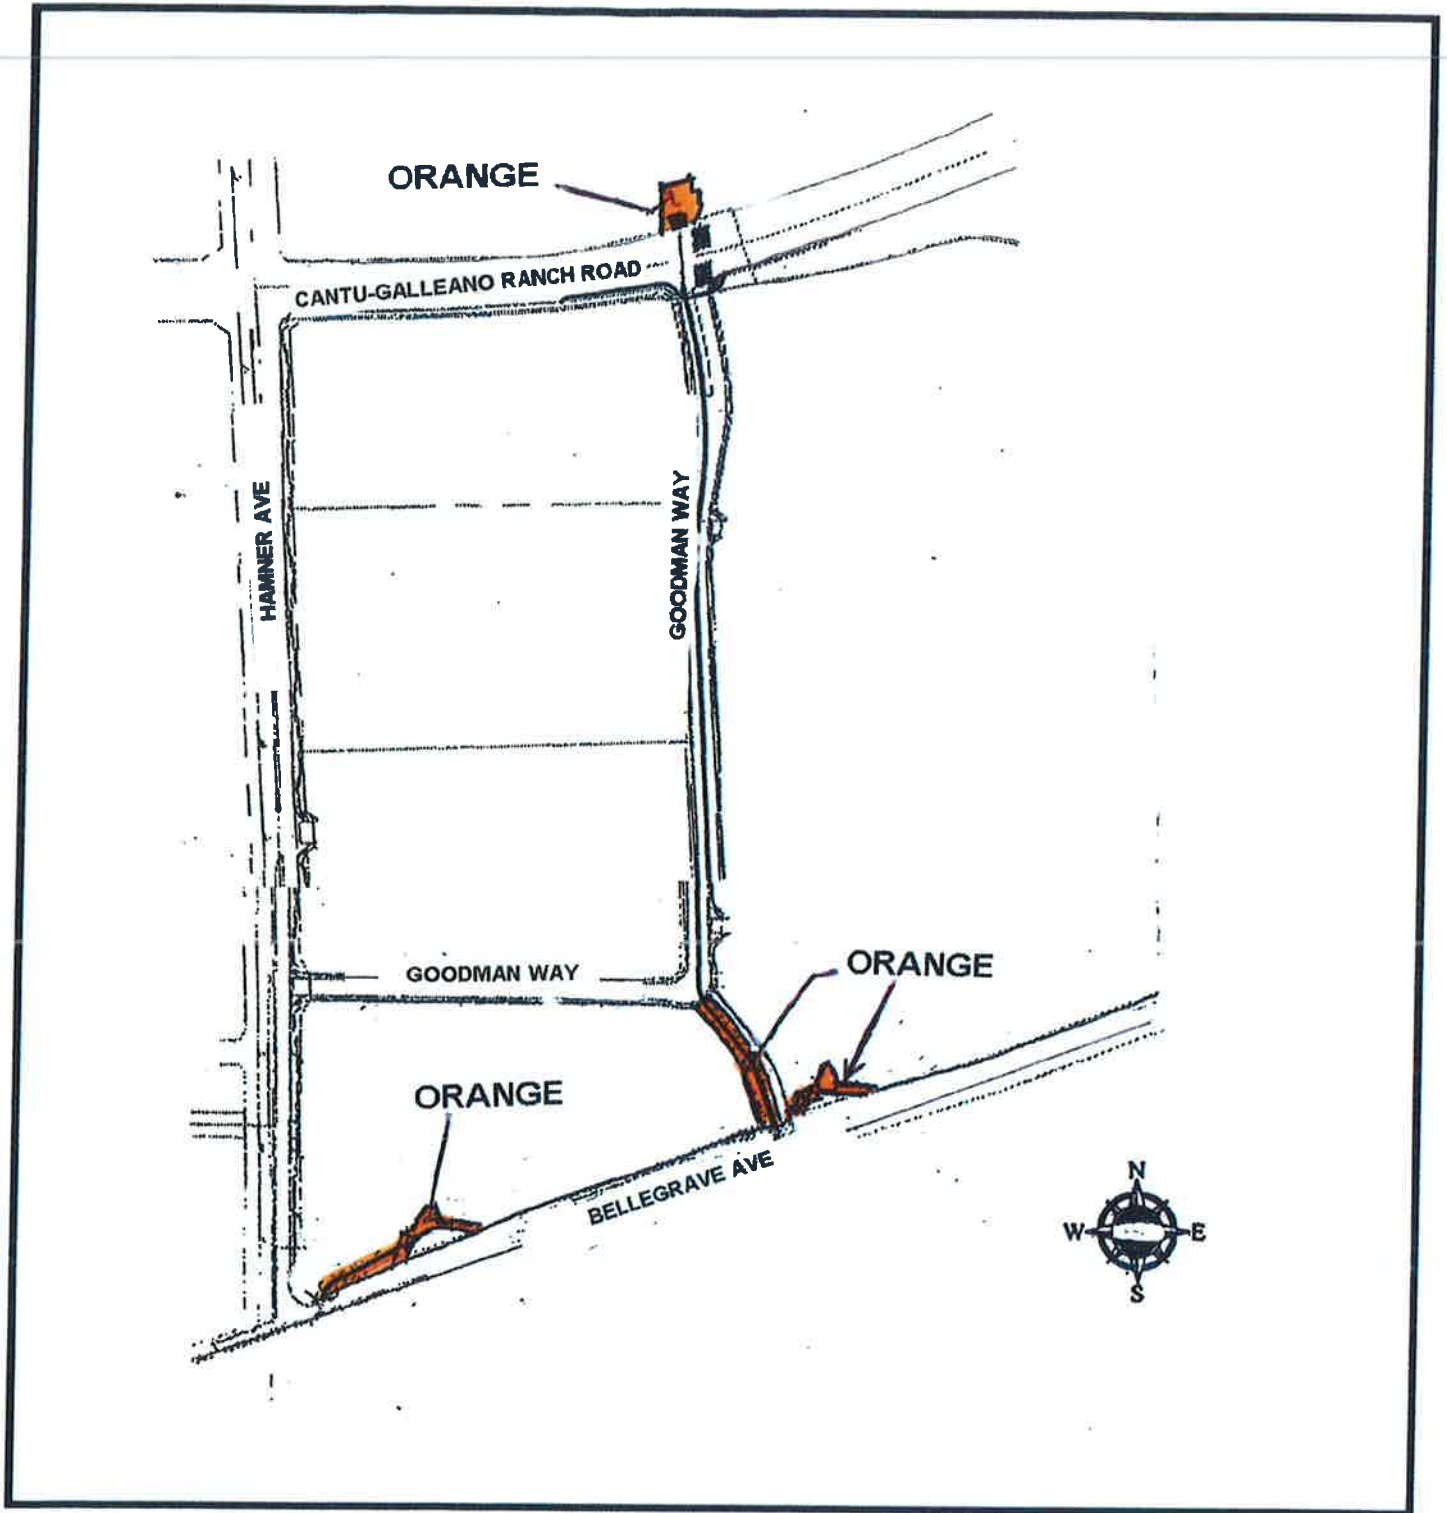 ORANGE
CANTU-GALLEANO RANCH ROAD
HAMNER AVE
GOODMAN WAY
GOODMAN WAY
ORANGE
ORANGE
BELLEGRAVE AVE
N
W E
S